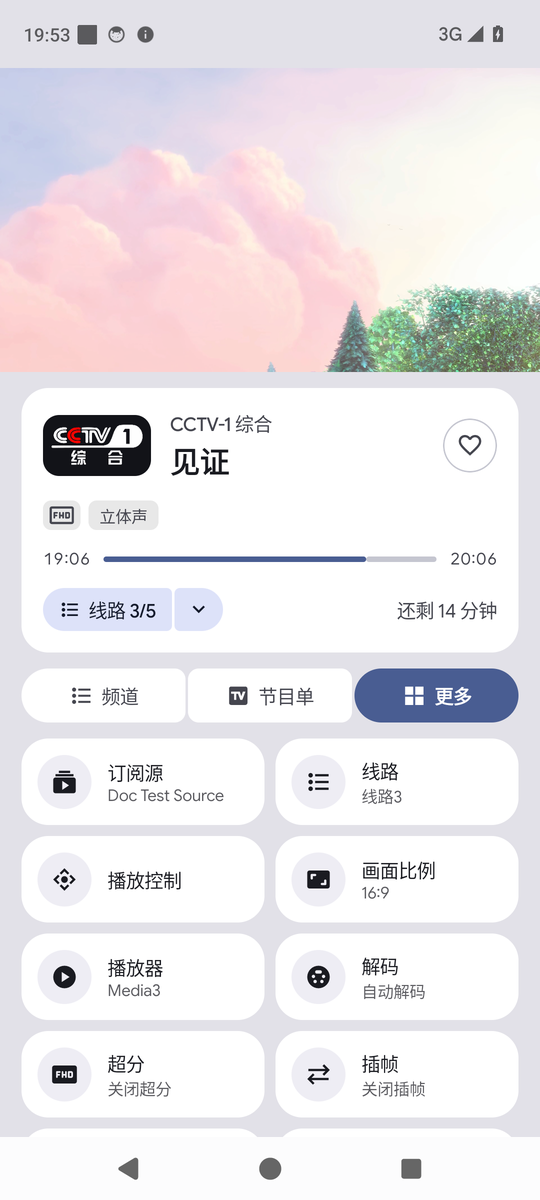 19:53
3G
CCTV 1
综 合
CCTV-1 综合
见证
FHD
立体声
19:06
20:06
线路 3/5
还剩 14 分钟
频道
TV
节目单
更多
订阅源
Doc Test Source
线路
线路3
播放控制
画面比例
16:9
播放器
Media3
解码
自动解码
FHD
超分
关闭超分
插帧
关闭插帧